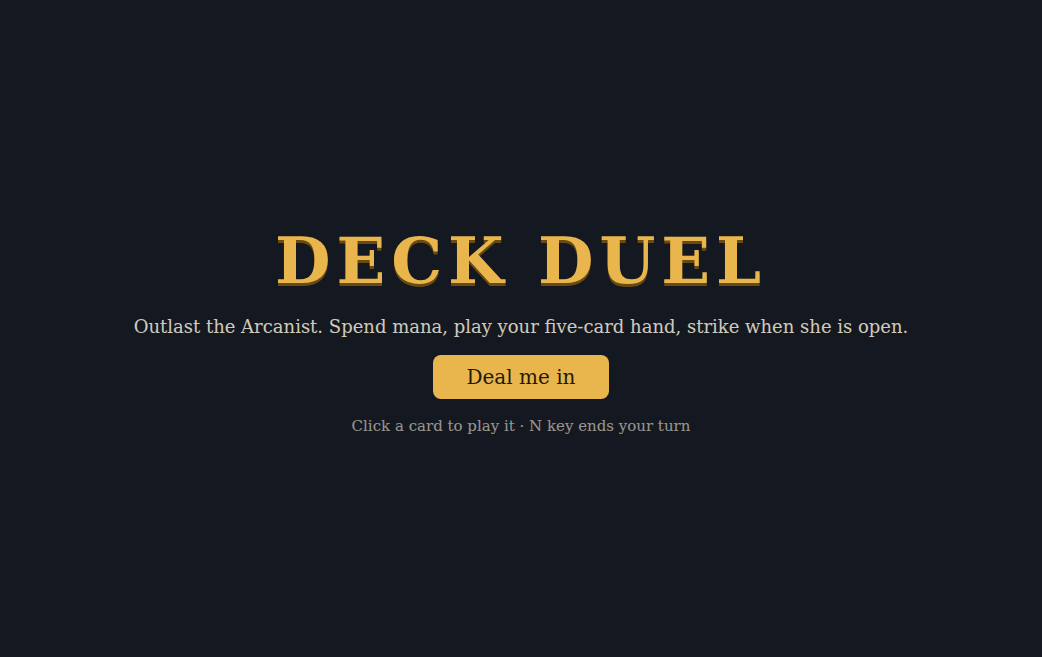 DECK DUEL
Outlast the Arcanist. Spend mana, play your five-card hand, strike when she is open.
Deal me in
Click a card to play it · N key ends your turn